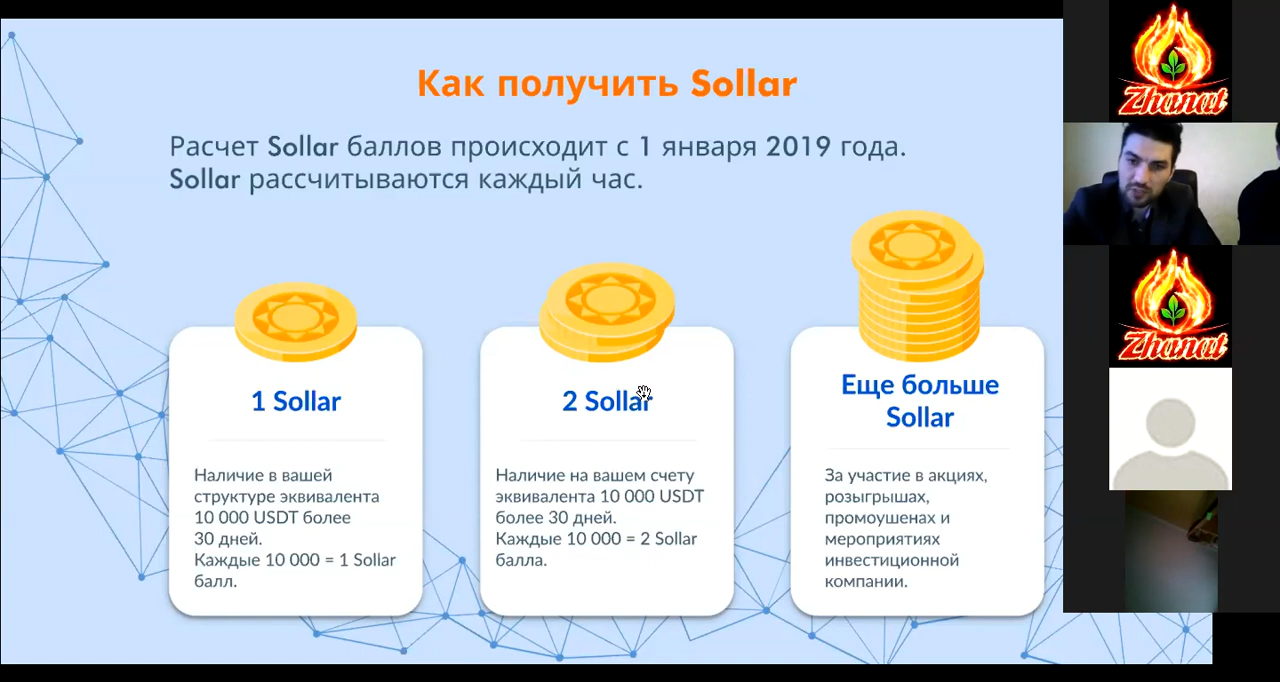 Как получить Sollar
Расчет Sollar баллов происходит с 1 января 2019 года.
Sollar рассчитываются каждый час.
1 Sollar
Наличие в вашей
структуре эквивалента
10 000 USDT более
30 дней.
Каждые 10 000 = 1 Sollar
балл.
2 Sollar
Наличие на вашем счету
эквивалента 10 000 USDT
более 30 дней.
Каждые 10 000 = 2 Sollar
балла.
Еще больше
Sollar
За участие в акциях,
розыгрышах,
промоушенах и
мероприятиях
инвестиционной
компании.
Zhanat
Zhanat